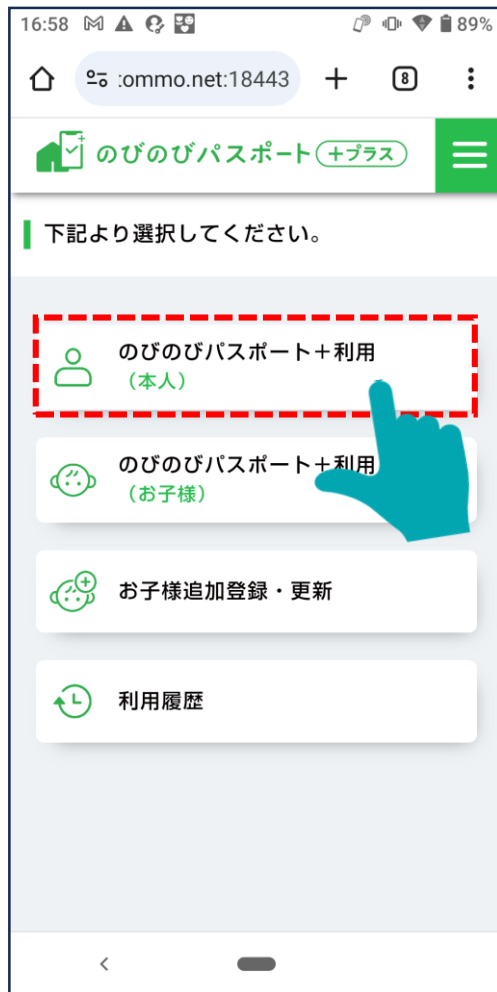 16:58
89%
:ommo.net:18443
8
のびのびパスポート +プラス
下記より選択してください。
のびのびパスポート+利用
（本人）
のびのびパスポート+利用
（お子様）
お子様追加登録・更新
利用履歴